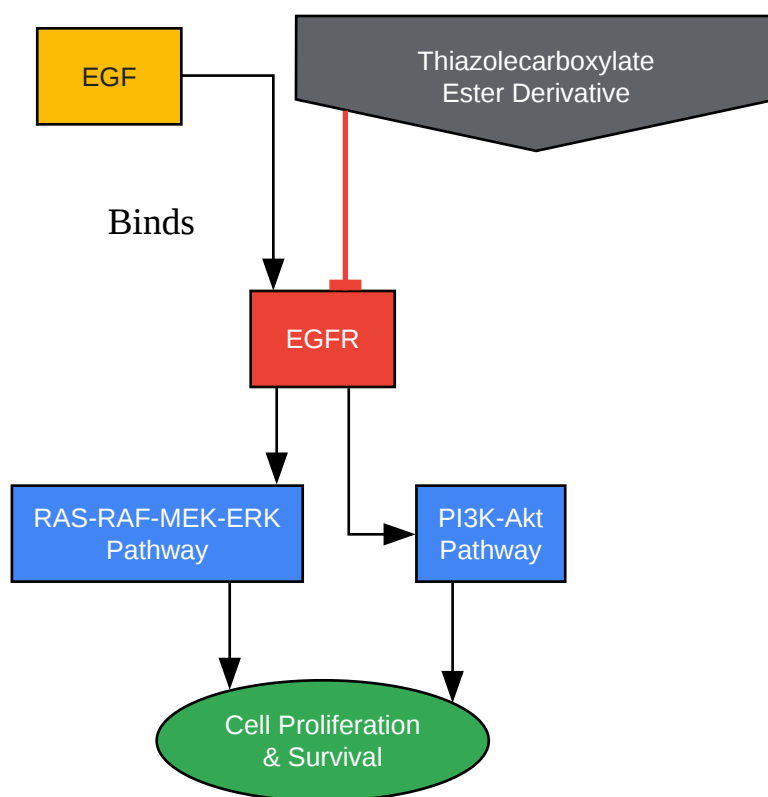 EGF
Thiazolecarboxylate
Ester Derivative
Binds
EGFR
RAS-RAF-MEK-ERK
Pathway
PI3K-Akt
Pathway
Cell Proliferation
& Survival